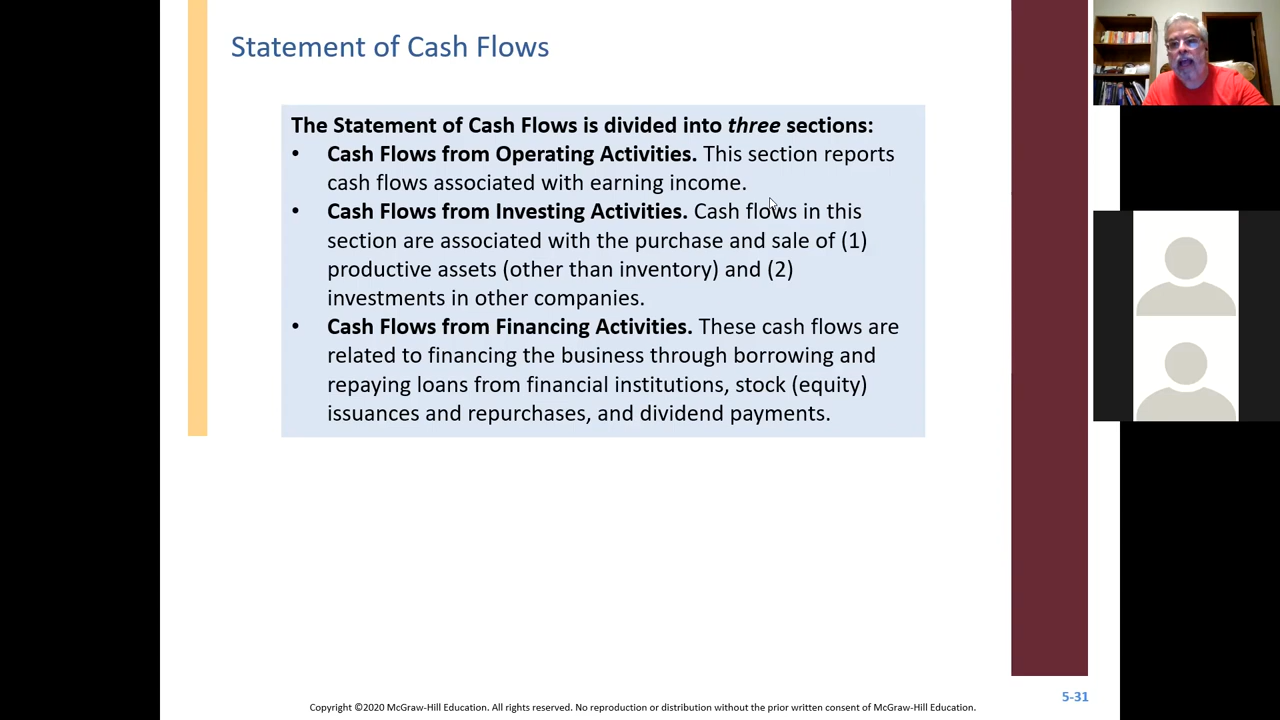 Statement of Cash Flows
The Statement of Cash Flows is divided into three sections:
• Cash Flows from Operating Activities. This section reports
cash flows associated with earning income.
• Cash Flows from Investing Activities. Cash flows in this
section are associated with the purchase and sale of (1)
productive assets (other than inventory) and (2)
investments in other companies.
• Cash Flows from Financing Activities. These cash flows are
related to financing the business through borrowing and
repaying loans from financial institutions, stock (equity)
issuances and repurchases, and dividend payments.
5-31
Copyright ©2020 McGraw-Hill Education. All rights reserved. No reproduction or distribution without the prior written consent of McGraw-Hill Education.